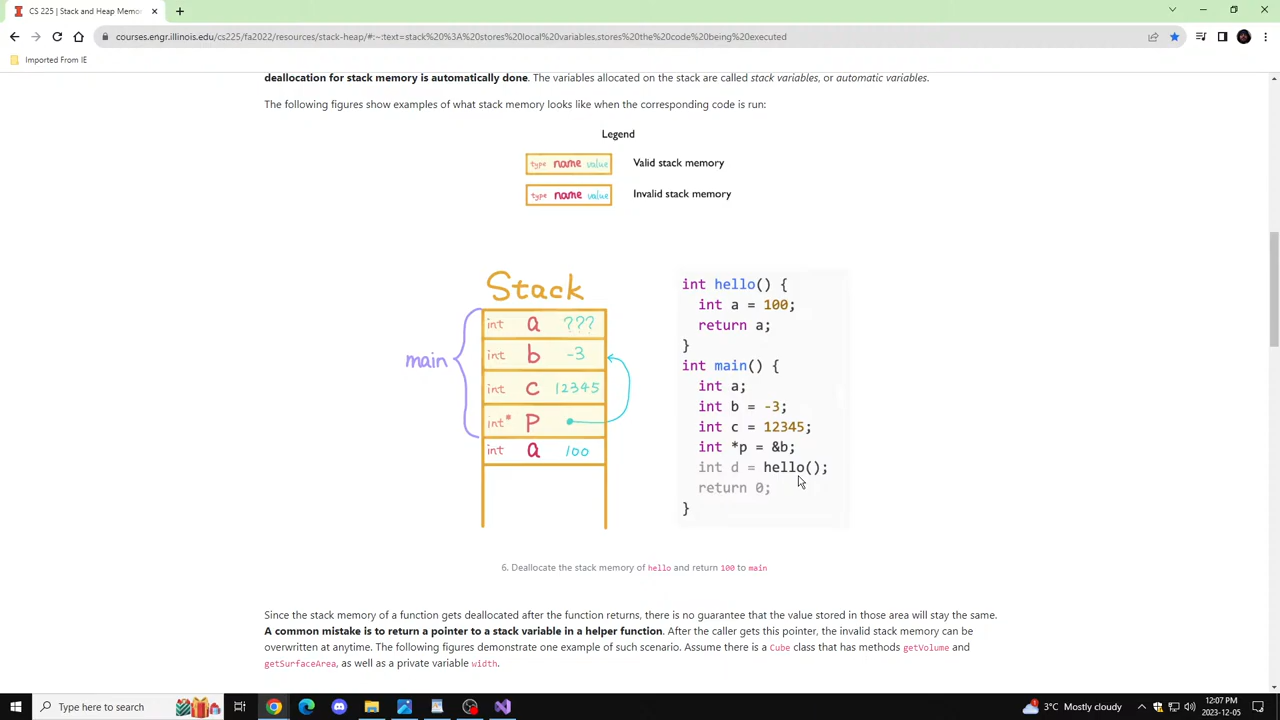 CS 225 | Stack and Heap Memo
courses.engr.illinois.edu/cs225/fa2022/resources/stack-heap/#:~:text=stack%20%3A%20stores%20local%20variables,stores%20the%20code%20being%20executed
Imported From IE
deallocation for stack memory is automatically done. The variables allocated on the stack are called stack variables, or automatic variables.
The following figures show examples of what stack memory looks like when the corresponding code is run:
Legend
type name value Valid stack memory
type name value Invalid stack memory
Stack
main
int a ???
int b -3
int c 12345
int* p
int a 100
int hello() {
int a = 100;
return a;
}
int main() {
int a;
int b = -3;
int c = 12345;
int *p = &b;
int d = hello();
return 0;
}
6. Deallocate the stack memory of hello and return 100 to main
Since the stack memory of a function gets deallocated after the function returns, there is no guarantee that the value stored in those area will stay the same.
A common mistake is to return a pointer to a stack variable in a helper function. After the caller gets this pointer, the invalid stack memory can be
overwritten at anytime. The following figures demonstrate one example of such scenario. Assume there is a Cube class that has methods getVolume and
getSurfaceArea, as well as a private variable width.
Type here to search
3°C Mostly cloudy
12:07 PM
2023-12-05